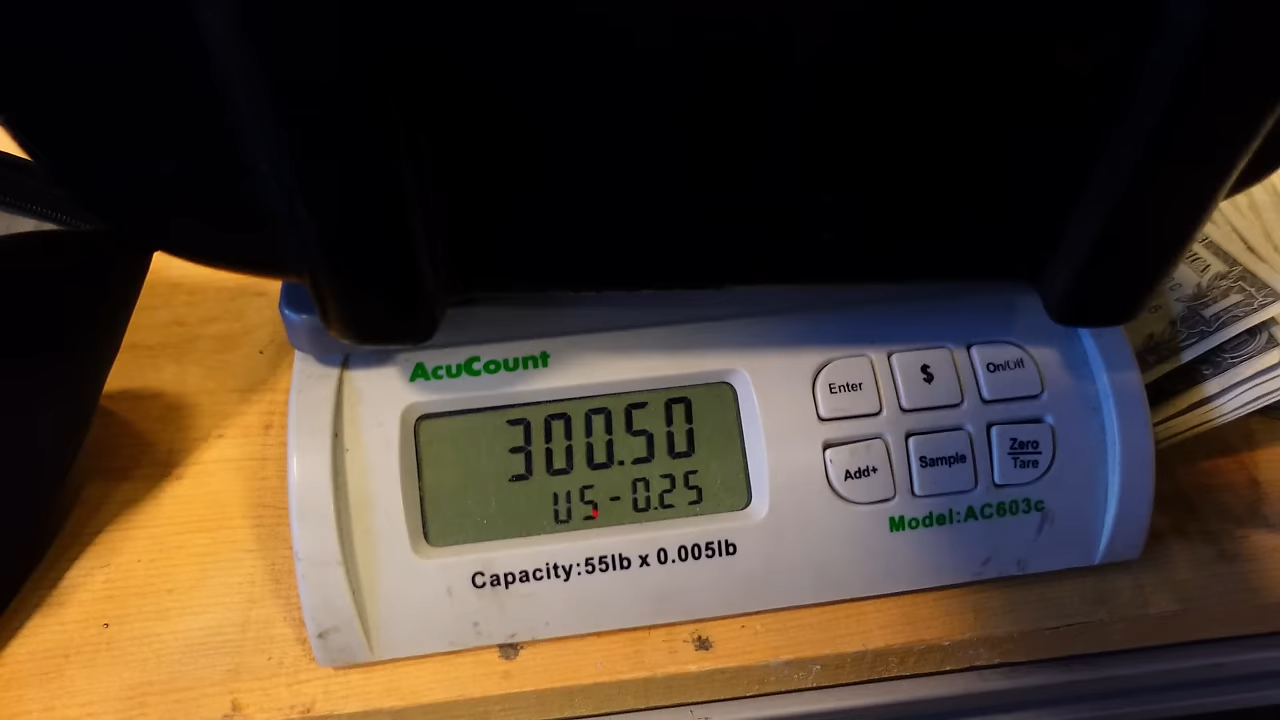 AcuCount
300.50
US-0.25
Capacity:55lb x 0.005lb
Enter
$
On/Off
Add+
Sample
Zero
Tare
Model:AC603c